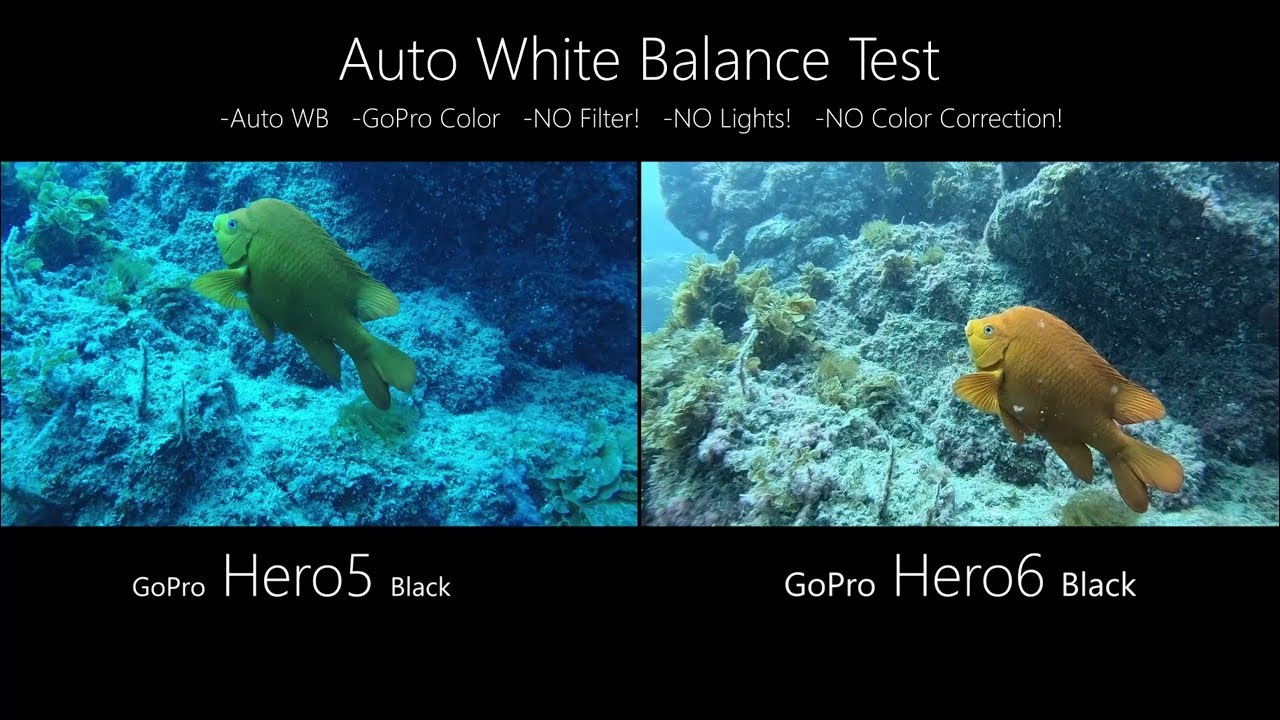 Auto White Balance Test
-Auto WB -GoPro Color -NO Filter! -NO Lights! -NO Color Correction!
GoPro Hero5 Black
GoPro Hero6 Black